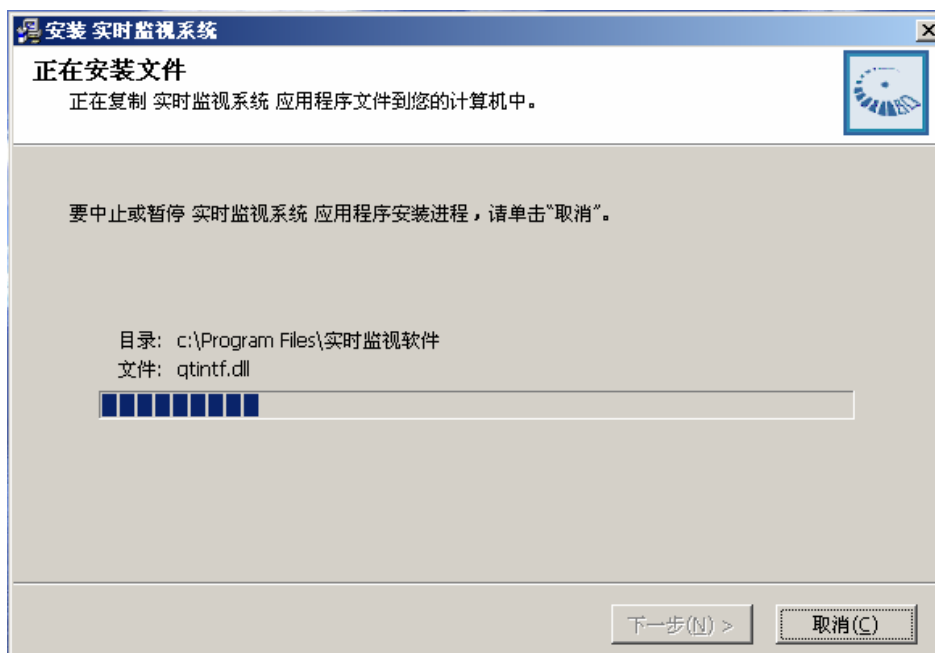 安装 实时监视系统
正在安装文件
正在复制 实时监视系统 应用程序文件到您的计算机中。
要中止或暂停 实时监视系统 应用程序安装进程，请单击“取消”。
目录: c:\Program Files\实时监视软件
文件: qtintf.dll
下一步(N) >
取消(C)